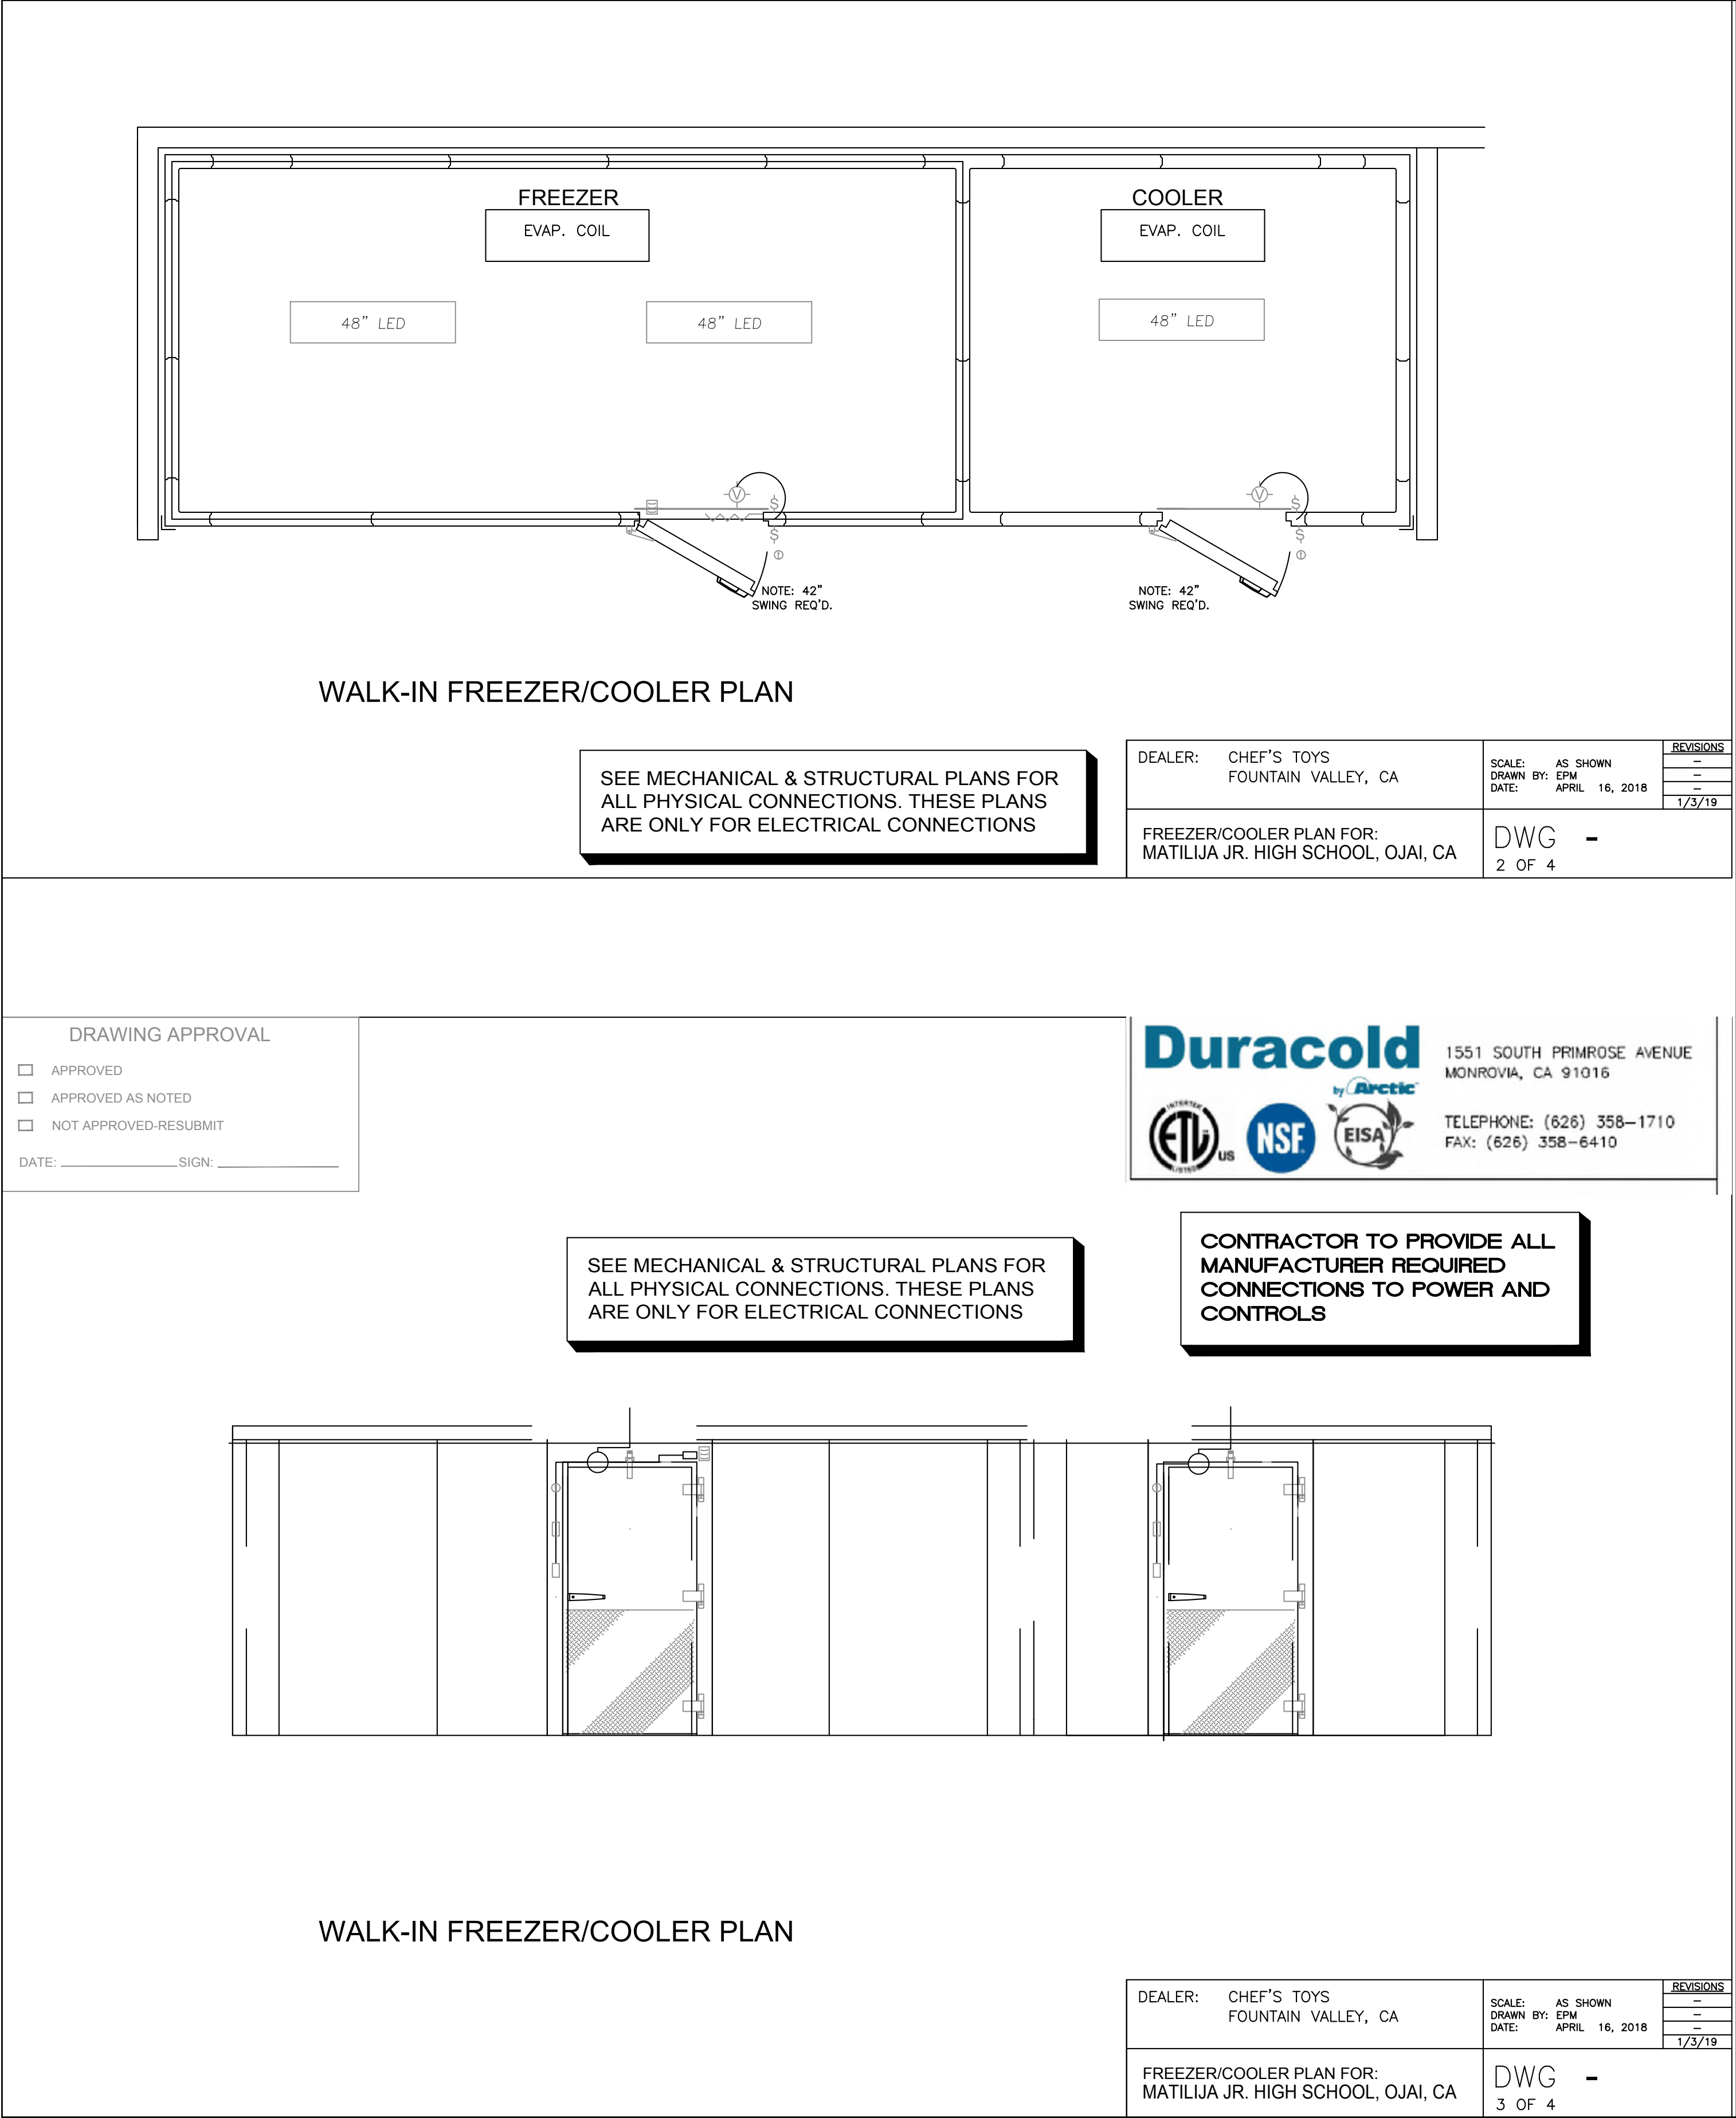 FREEZER
EVAP. COIL
COOLER
EVAP. COIL
48" LED
48" LED
48" LED
V
S
S
V
S
S
NOTE: 42"
SWING REQ'D.
NOTE: 42"
SWING REQ'D.
WALK-IN FREEZER/COOLER PLAN
SEE MECHANICAL & STRUCTURAL PLANS FOR
ALL PHYSICAL CONNECTIONS. THESE PLANS
ARE ONLY FOR ELECTRICAL CONNECTIONS
DEALER: CHEF'S TOYS
FOUNTAIN VALLEY, CA
SCALE: AS SHOWN
DRAWN BY: EPM
DATE: APRIL 16, 2018
REVISIONS
-
-
-
1/3/19
FREEZER/COOLER PLAN FOR:
MATILIJA JR. HIGH SCHOOL, OJAI, CA
DWG -
2 OF 4
DRAWING APPROVAL
APPROVED
APPROVED AS NOTED
NOT APPROVED-RESUBMIT
DATE: SIGN:
Duracold
by Arctic
INTERTEK
ETL
LISTED
US
NSF
EISA
1551 SOUTH PRIMROSE AVENUE
MONROVIA, CA 91016
TELEPHONE: (626) 358-1710
FAX: (626) 358-6410
SEE MECHANICAL & STRUCTURAL PLANS FOR
ALL PHYSICAL CONNECTIONS. THESE PLANS
ARE ONLY FOR ELECTRICAL CONNECTIONS
CONTRACTOR TO PROVIDE ALL
MANUFACTURER REQUIRED
CONNECTIONS TO POWER AND
CONTROLS
WALK-IN FREEZER/COOLER PLAN
DEALER: CHEF'S TOYS
FOUNTAIN VALLEY, CA
SCALE: AS SHOWN
DRAWN BY: EPM
DATE: APRIL 16, 2018
REVISIONS
-
-
-
1/3/19
FREEZER/COOLER PLAN FOR:
MATILIJA JR. HIGH SCHOOL, OJAI, CA
DWG -
3 OF 4